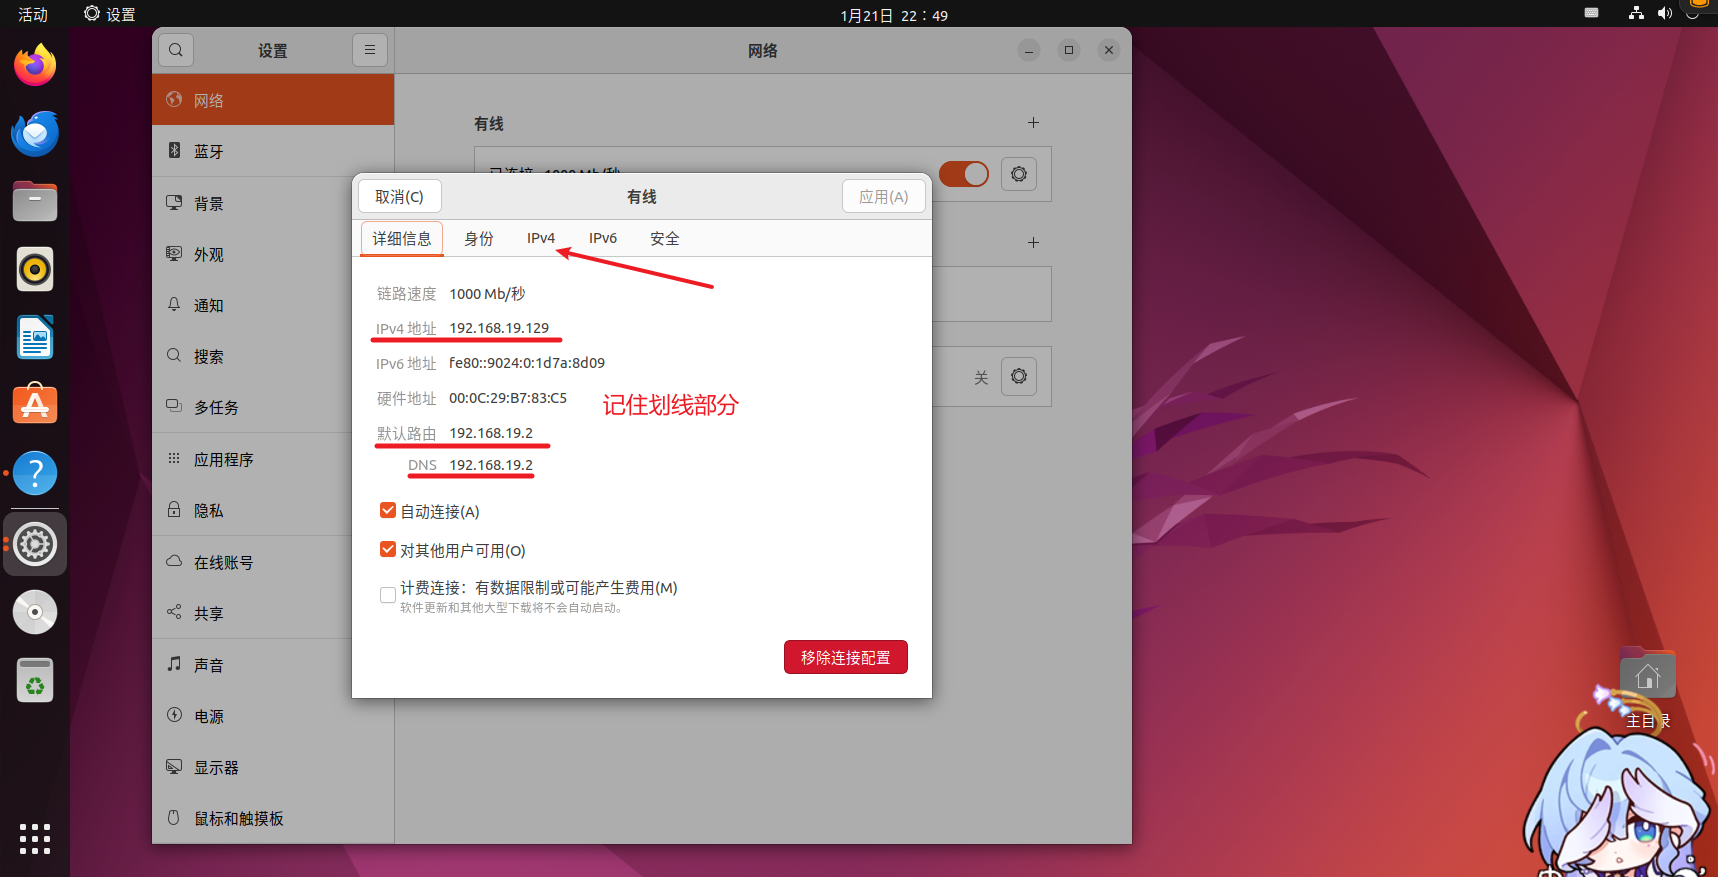 活动
设置
1月21日 22：49
设置
网络
网络
蓝牙
背景
外观
通知
搜索
多任务
应用程序
隐私
在线账号
共享
声音
电源
显示器
鼠标和触摸板
有线
已连接 - 1000 Mb/秒
关
取消(C)
有线
应用(A)
详细信息
身份
IPv4
IPv6
安全
链路速度 1000 Mb/秒
IPv4 地址 192.168.19.129
IPv6 地址 fe80::9024:0:1d7a:8d09
硬件地址 00:0C:29:B7:83:C5
默认路由 192.168.19.2
DNS 192.168.19.2
记住划线部分
自动连接(A)
对其他用户可用(O)
计费连接：有数据限制或可能产生费用(M)
软件更新和其他大型下载将不会自动启动。
移除连接配置
主目录